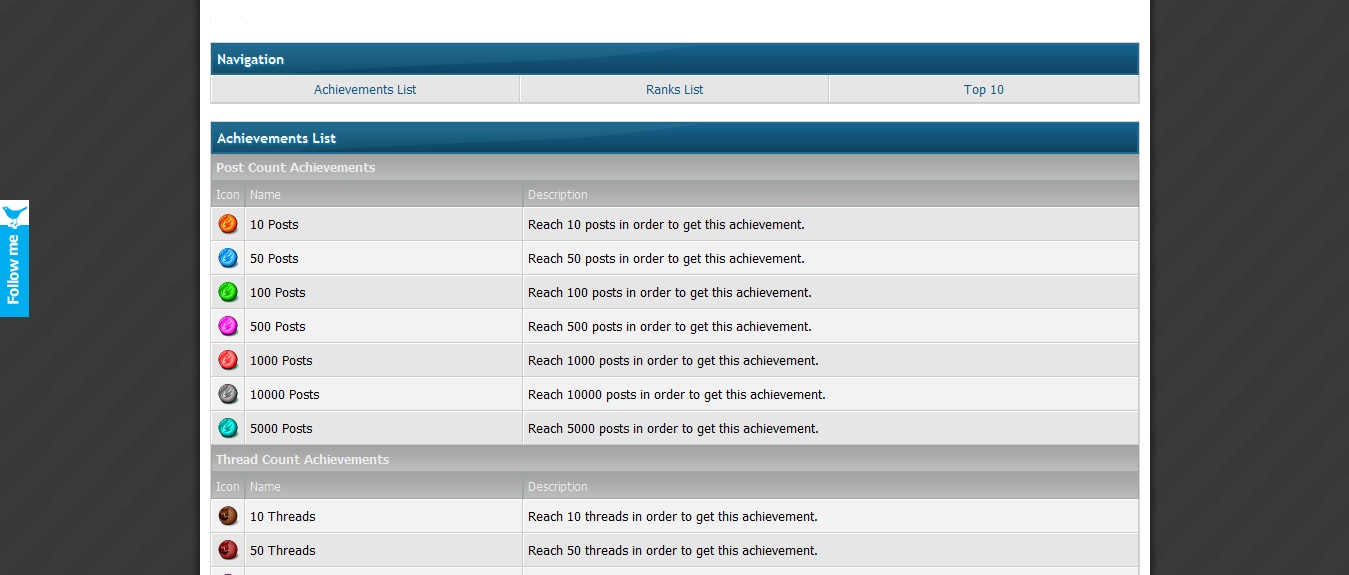 Navigation
Achievements List Ranks List Top 10
Achievements List
Post Count Achievements
Icon Name Description
10 Posts Reach 10 posts in order to get this achievement.
50 Posts Reach 50 posts in order to get this achievement.
100 Posts Reach 100 posts in order to get this achievement.
500 Posts Reach 500 posts in order to get this achievement.
1000 Posts Reach 1000 posts in order to get this achievement.
10000 Posts Reach 10000 posts in order to get this achievement.
5000 Posts Reach 5000 posts in order to get this achievement.
Thread Count Achievements
Icon Name Description
10 Threads Reach 10 threads in order to get this achievement.
50 Threads Reach 50 threads in order to get this achievement.
Follow me